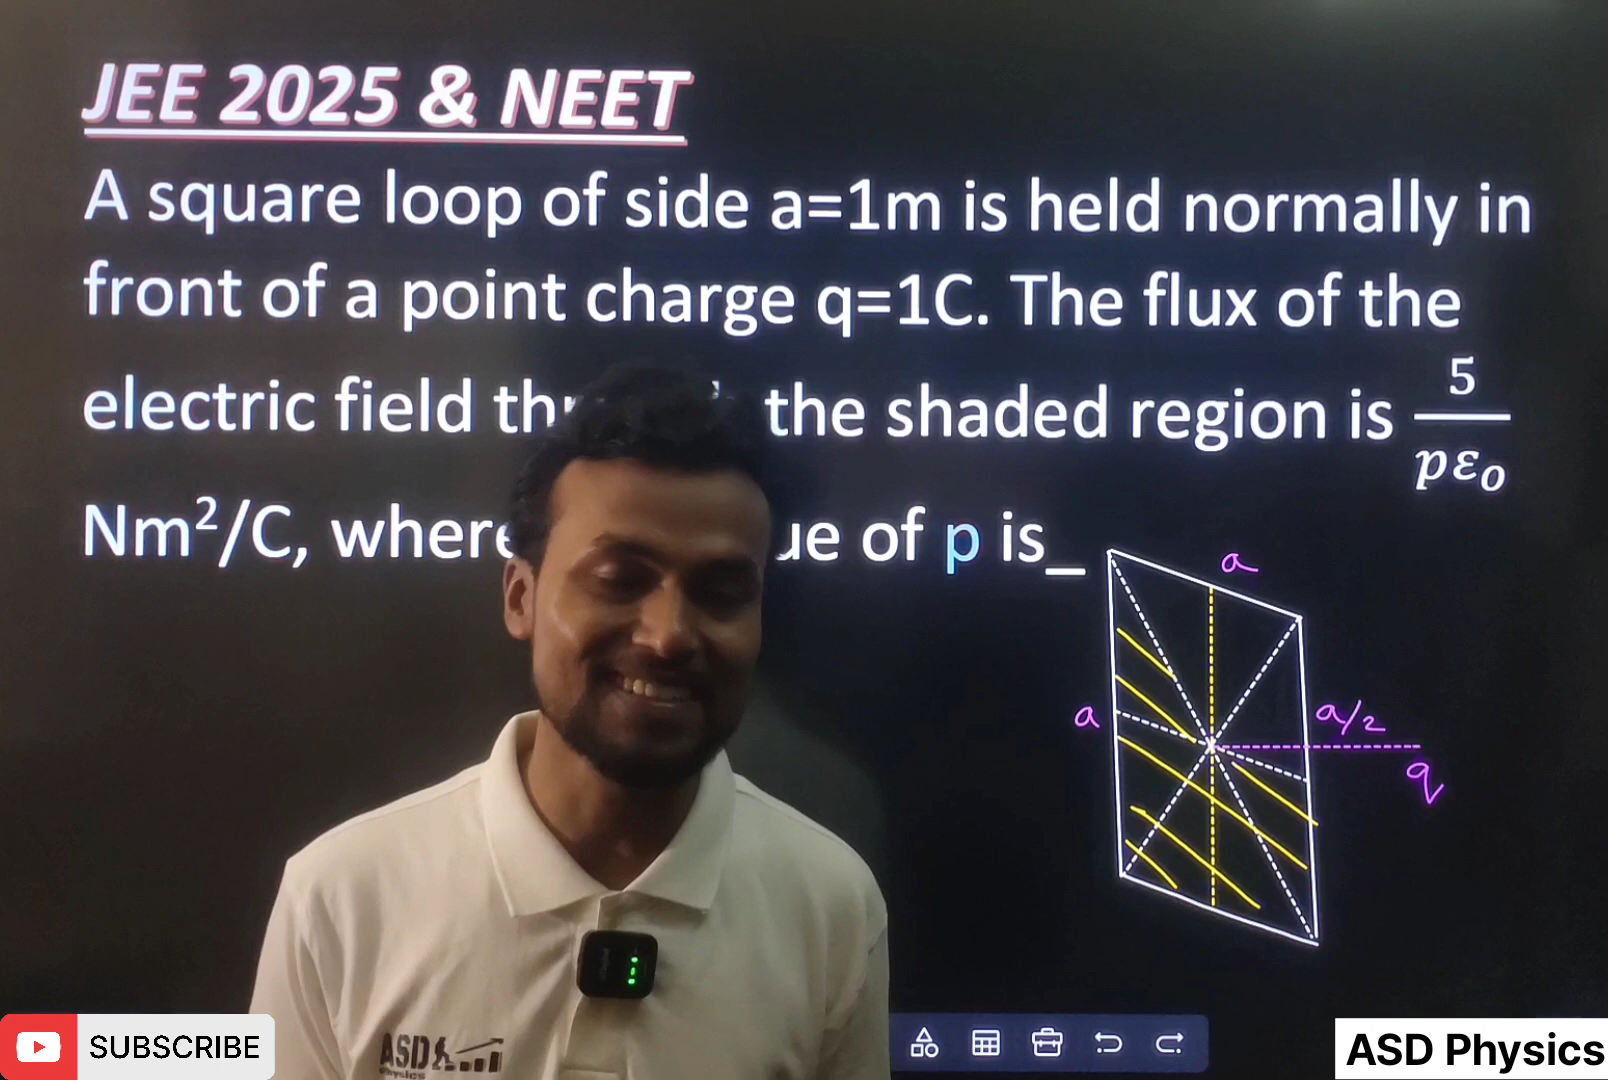 JEE 2025 & NEET
A square loop of side a=1m is held normally in
front of a point charge q=1C. The flux of the
electric field the shaded region is 5/pε₀
Nm²/C, where of p is_
a
a
a/2
q
ASD
physics
SUBSCRIBE
ASD Physics